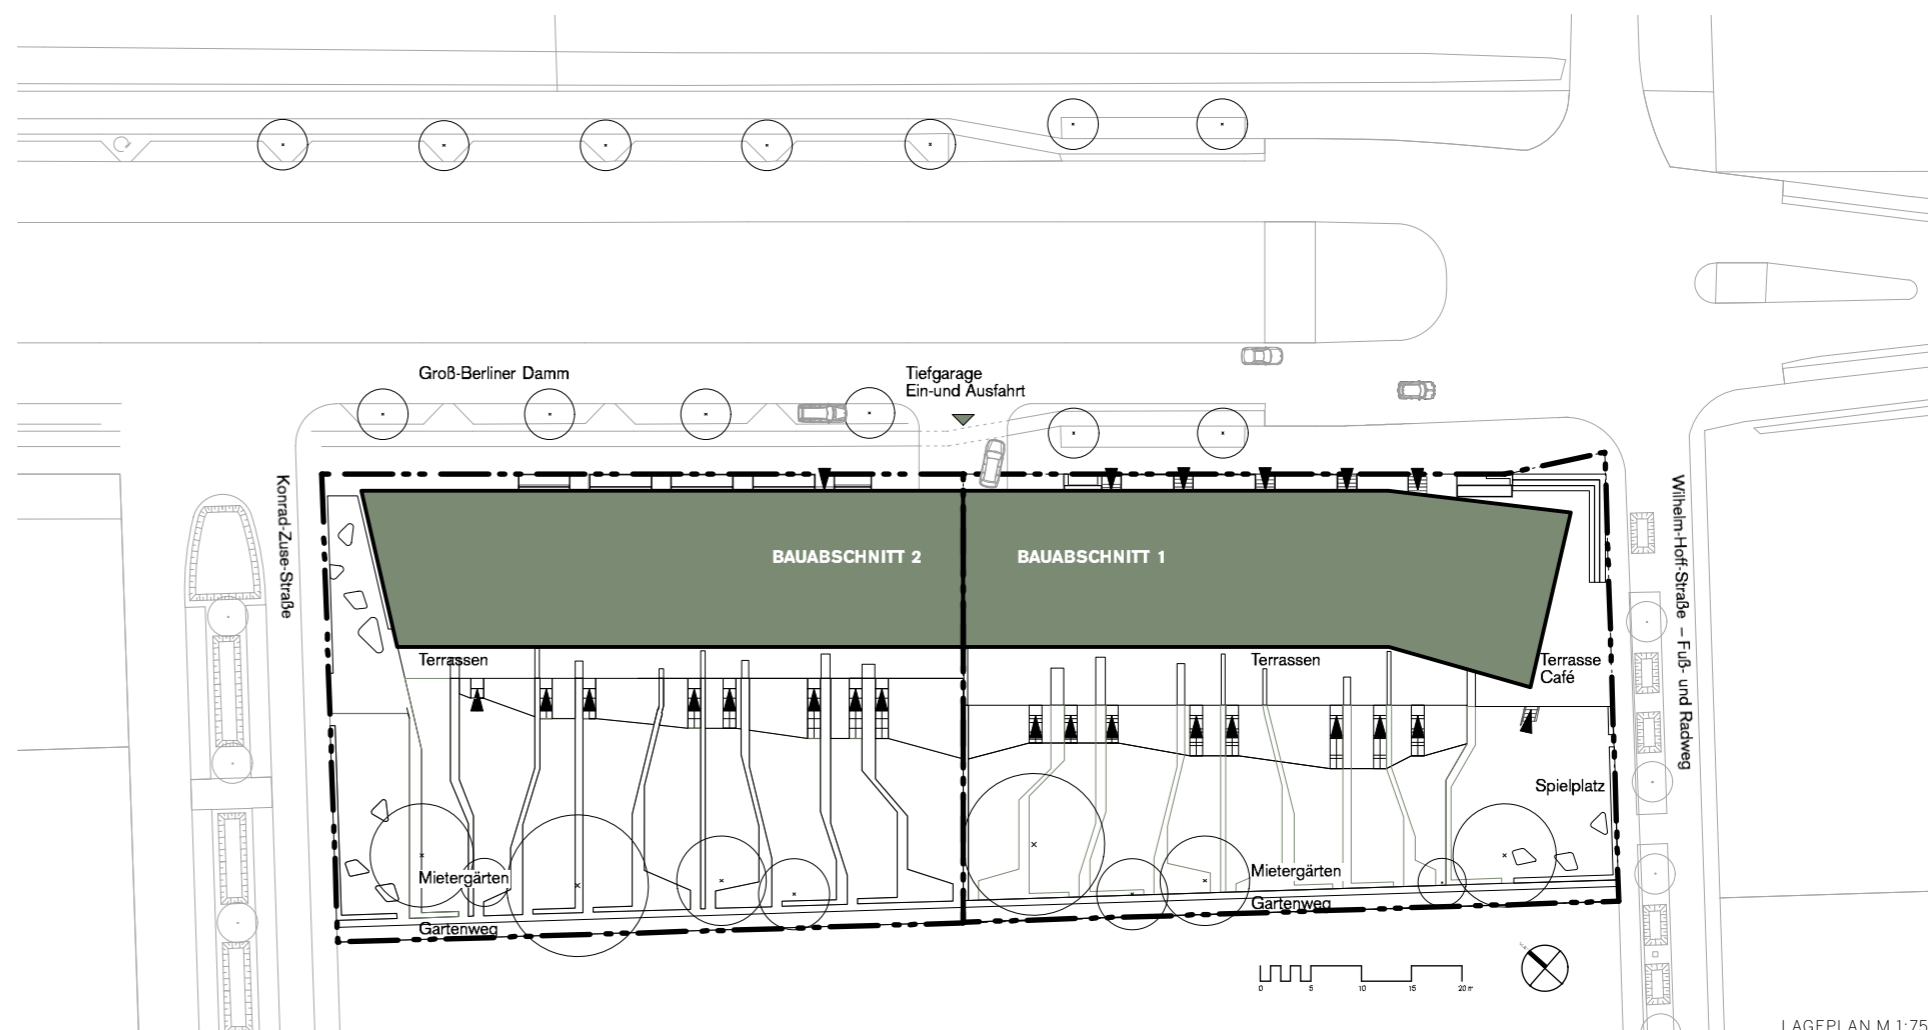 Groß-Berliner Damm
Tiefgarage
Ein-und Ausfahrt
Konrad-Zuse-Straße
Wilhelm-Hoff-Straße – Fuß- und Radweg
BAUABSCHNITT 2
BAUABSCHNITT 1
Terrassen
Terrassen
Terrasse
Café
Spielplatz
Mietergärten
Mietergärten
Gartenweg
Gartenweg
0 5 10 15 20 m
LAGEPLAN M 1:75